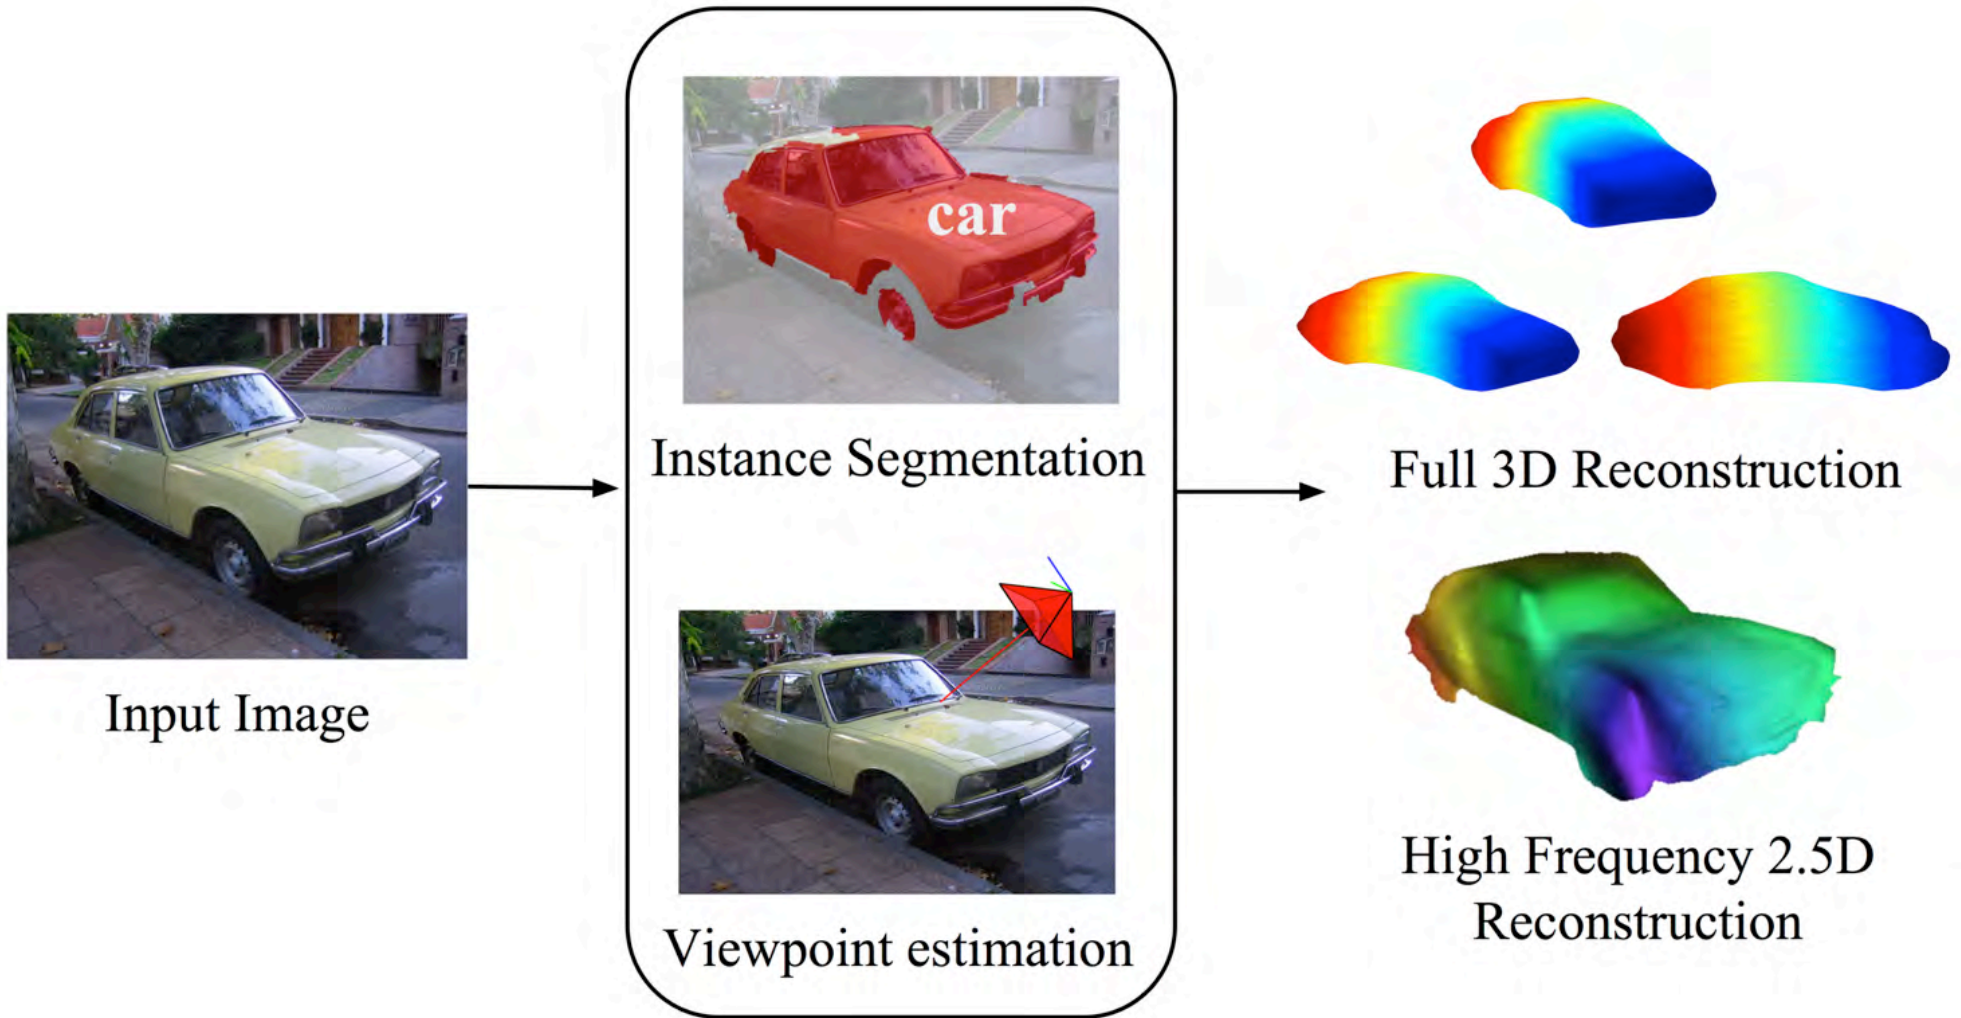 Input Image
car
Instance Segmentation
Viewpoint estimation
Full 3D Reconstruction
High Frequency 2.5D
Reconstruction